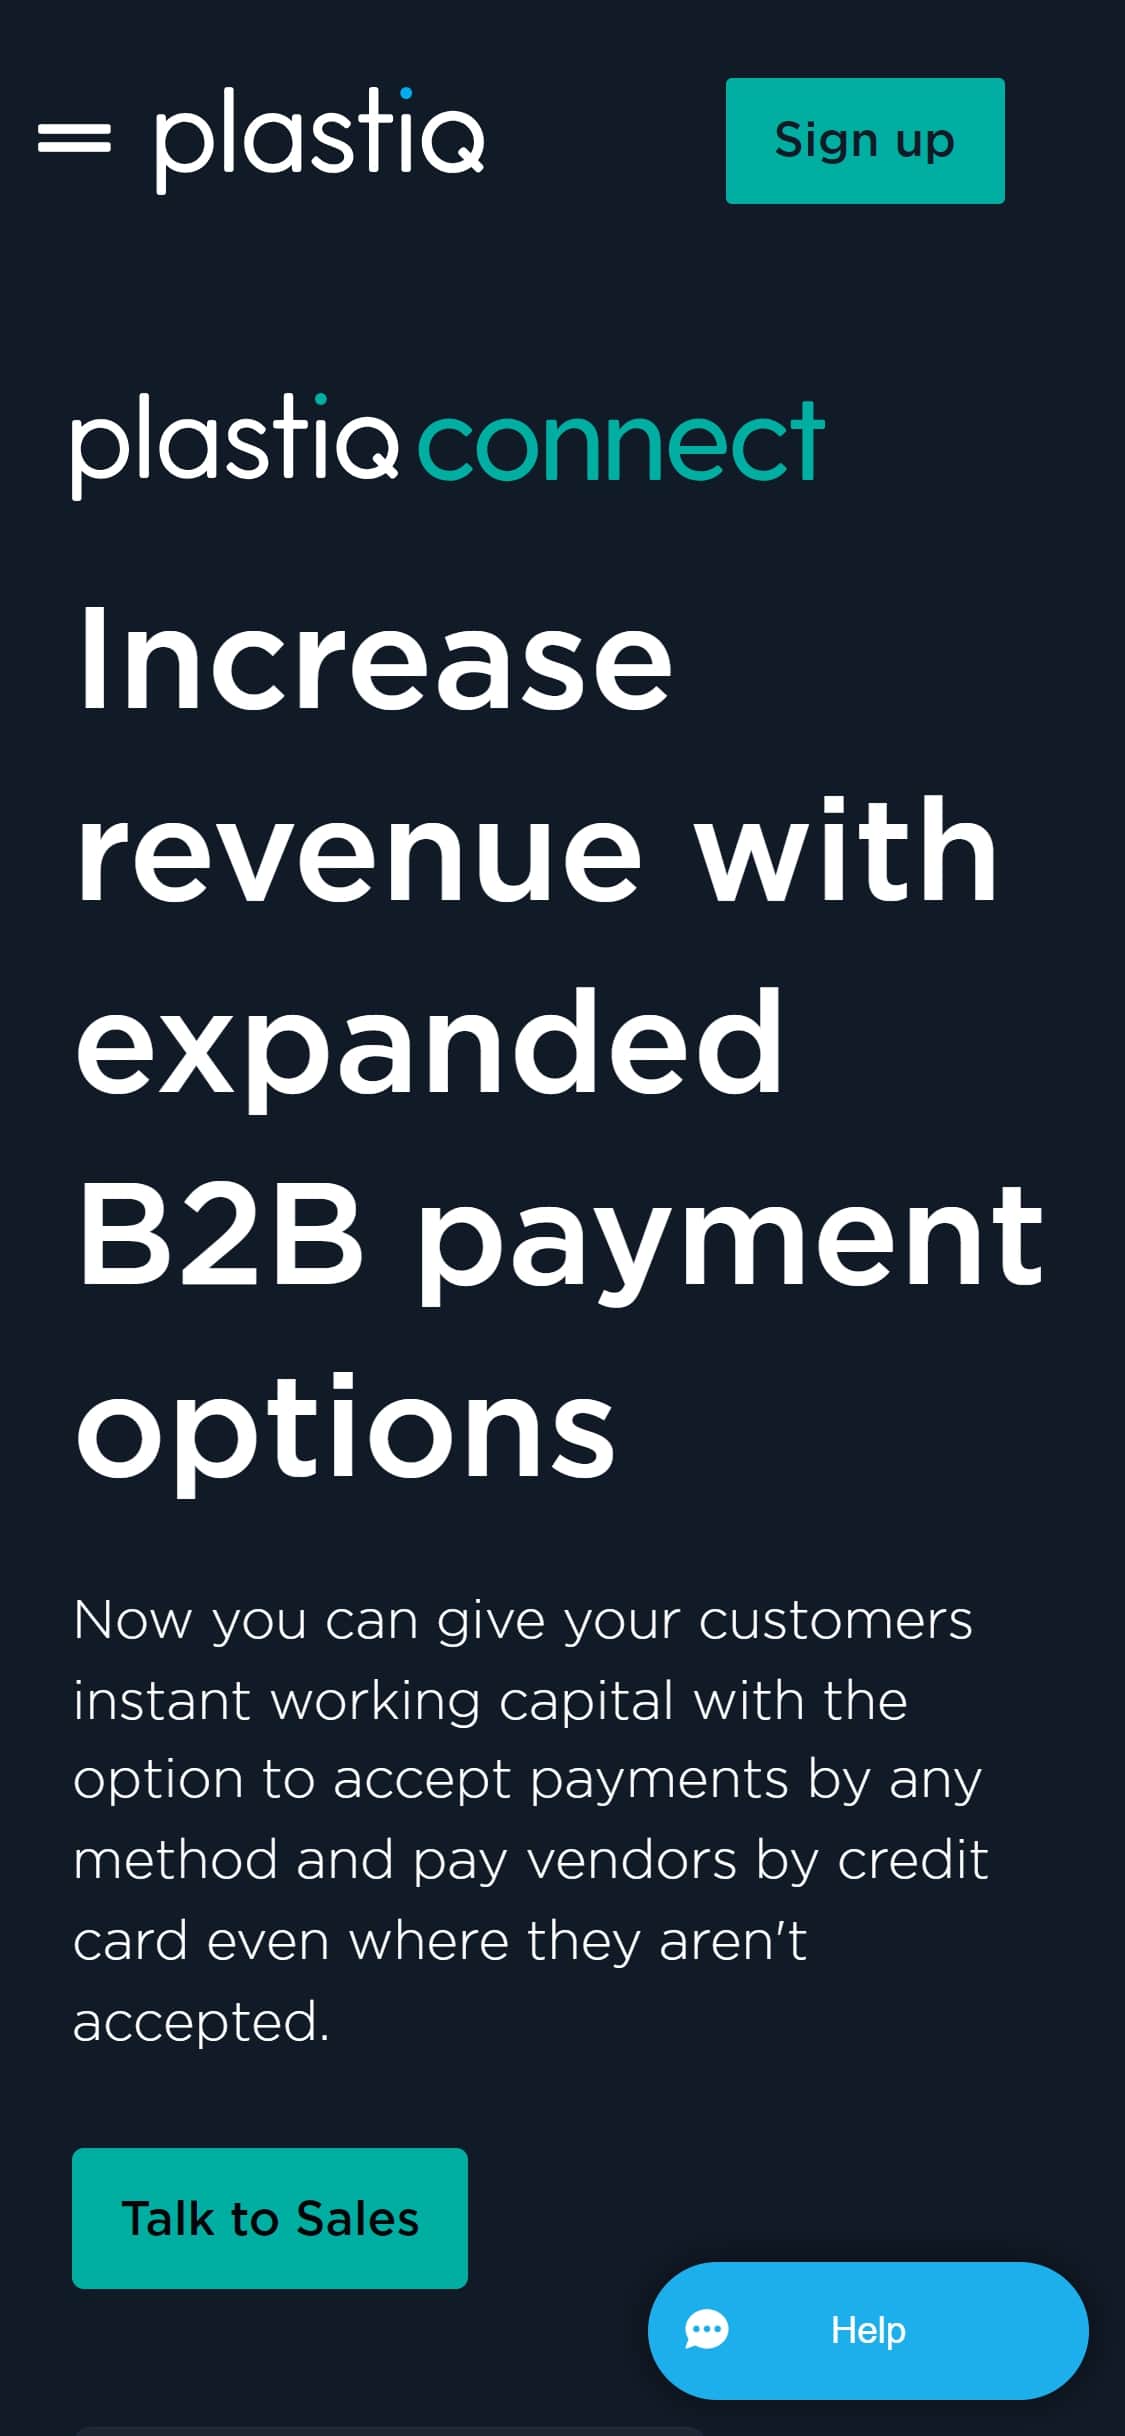 plastiq
Sign up
plastiq connect
Increase
revenue with
expanded
B2B payment
options
Now you can give your customers
instant working capital with the
option to accept payments by any
method and pay vendors by credit
card even where they aren't
accepted.
Talk to Sales
Help